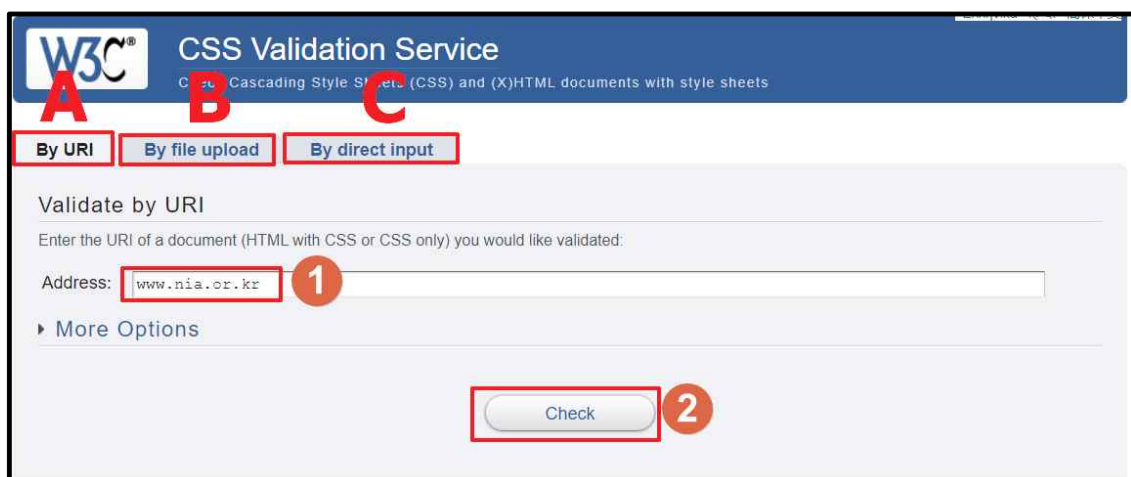 W3C®
CSS Validation Service
Cascading Style Sheets (CSS) and (X)HTML documents with style sheets
A B C
By URI By file upload By direct input
Validate by URI
Enter the URI of a document (HTML with CSS or CSS only) you would like validated:
Address: www.nia.or.kr 1
More Options
Check 2